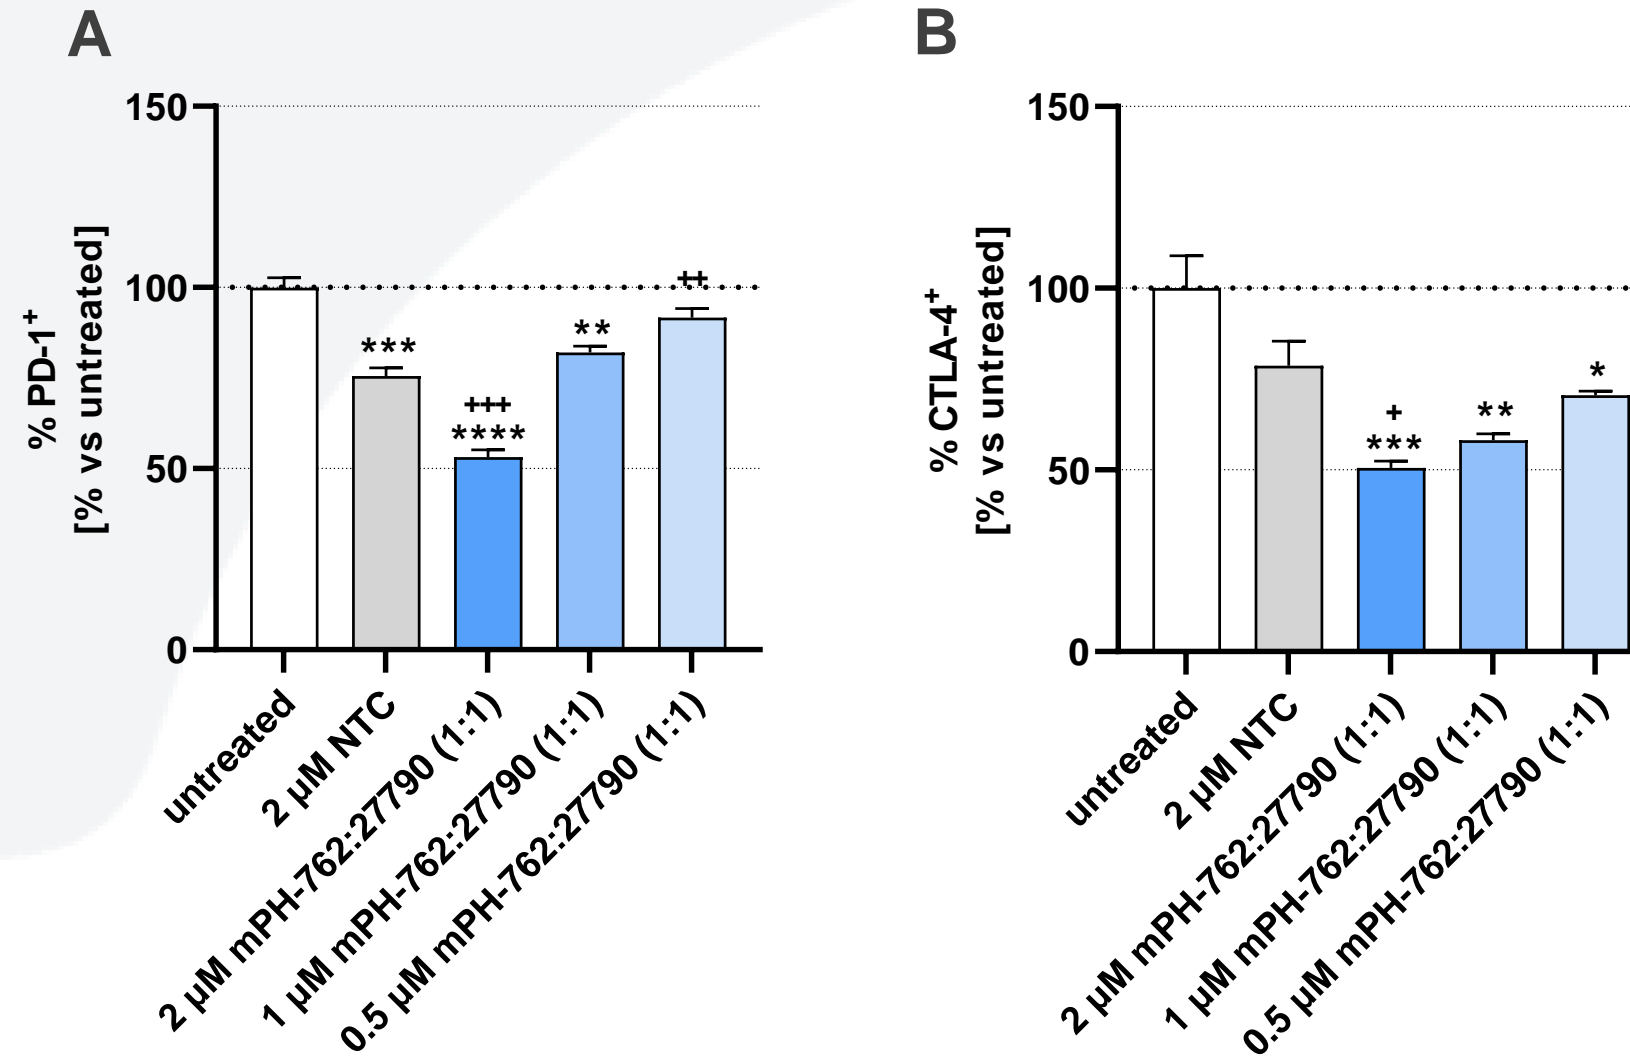 A
% PD-1+
[% vs untreated]
150
100
50
0
***
+++
****
**
++
untreated
2 µM NTC
2 µM mPH-762:27790 (1:1)
1 µM mPH-762:27790 (1:1)
0.5 µM mPH-762:27790 (1:1)
B
% CTLA-4+
[% vs untreated]
150
100
50
0
+
***
**
*
untreated
2 µM NTC
2 µM mPH-762:27790 (1:1)
1 µM mPH-762:27790 (1:1)
0.5 µM mPH-762:27790 (1:1)